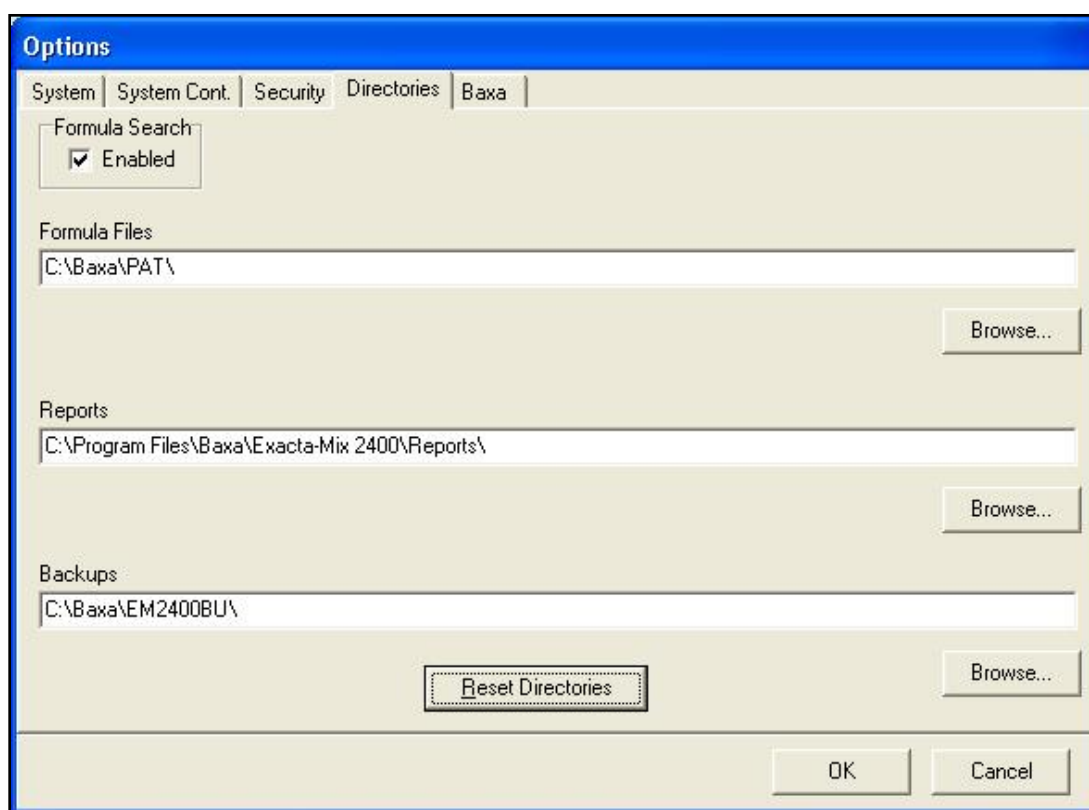 Options
System System Cont. Security Directories Baxa
Formula Search
Enabled
Formula Files
C:\Baxa\PAT\
Browse...
Reports
C:\Program Files\Baxa\Exacta-Mix 2400\Reports\
Browse...
Backups
C:\Baxa\EM2400BU\
Browse...
Reset Directories
OK Cancel